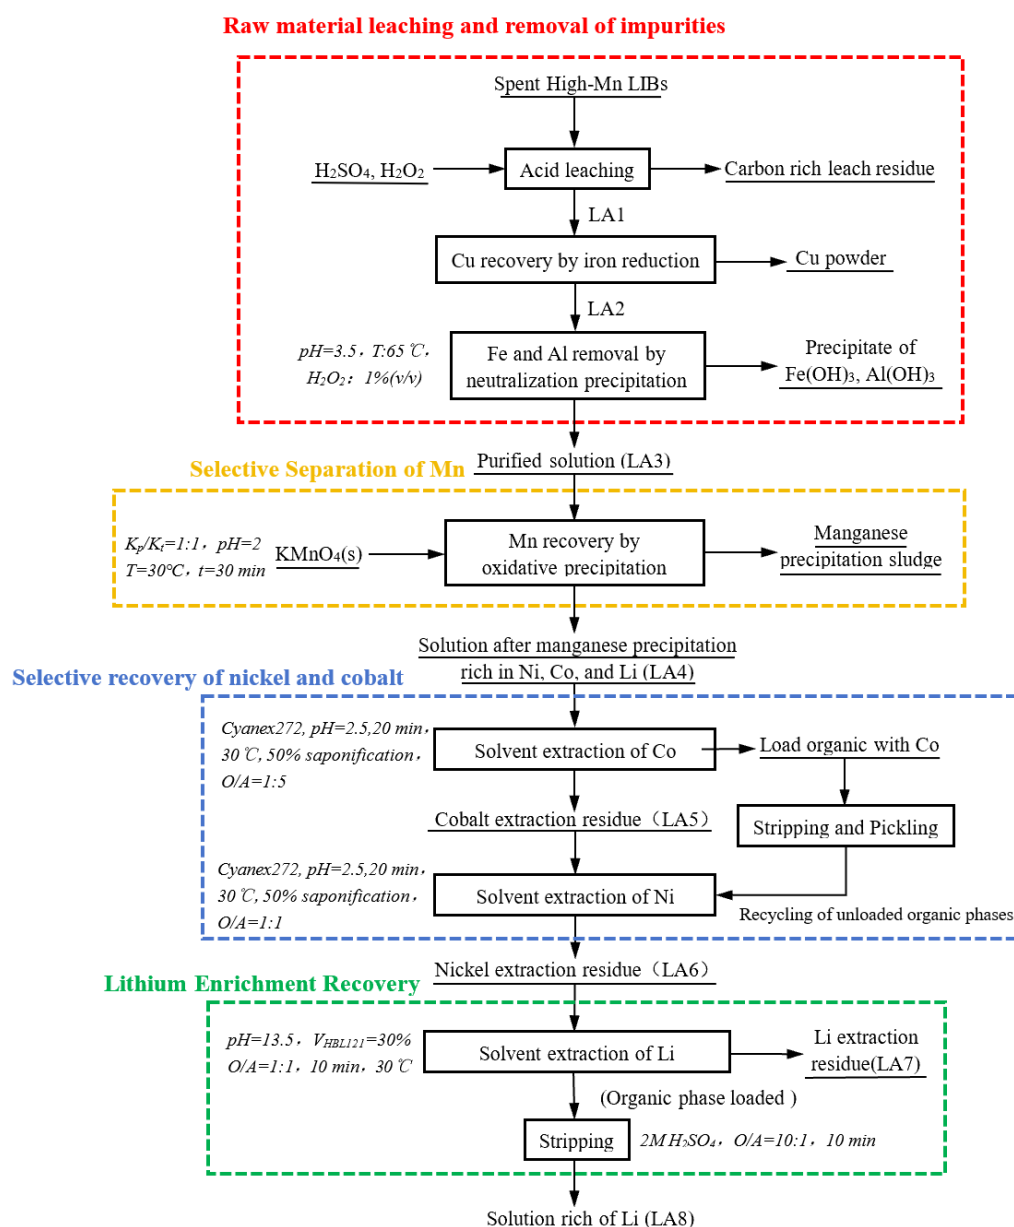 Raw material leaching and removal of impurities
Spent High-Mn LIBs
H₂SO₄, H₂O₂
Acid leaching
Carbon rich leach residue
LA1
Cu recovery by iron reduction
Cu powder
LA2
pH=3.5，T:65℃，
H₂O₂：1%(v/v)
Fe and Al removal by
neutralization precipitation
Precipitate of
Fe(OH)₃, Al(OH)₃
Purified solution (LA3)
Selective Separation of Mn
Kₚ/Kₜ=1:1，pH=2
T=30℃，t=30 min
KMnO₄(s)
Mn recovery by
oxidative precipitation
Manganese
precipitation sludge
Solution after manganese precipitation
rich in Ni, Co, and Li (LA4)
Selective recovery of nickel and cobalt
Cyanex272, pH=2.5,20 min，
30℃, 50% saponification，
O/A=1:5
Solvent extraction of Co
Load organic with Co
Cobalt extraction residue（LA5）
Stripping and Pickling
Cyanex272, pH=2.5,20 min，
30℃, 50% saponification，
O/A=1:1
Solvent extraction of Ni
Recycling of unloaded organic phases
Nickel extraction residue（LA6）
Lithium Enrichment Recovery
pH=13.5，V_HBL121=30%
O/A=1:1，10 min，30℃
Solvent extraction of Li
Li extraction
residue(LA7)
(Organic phase loaded )
Stripping
2M H₂SO₄，O/A=10:1，10 min
Solution rich of Li (LA8)